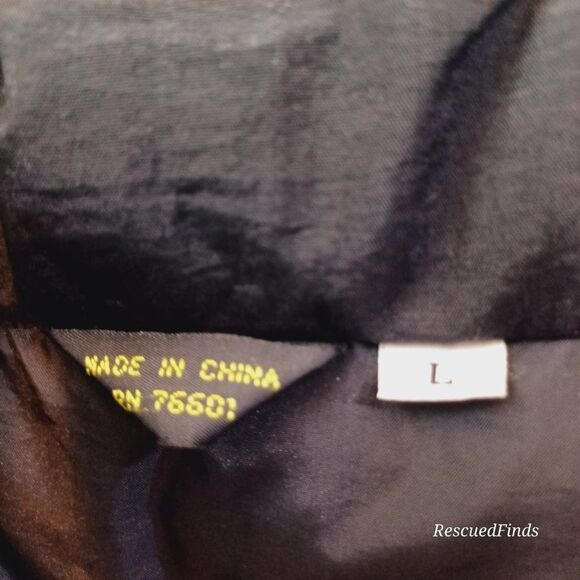 MADE IN CHINA
RN 76601
L
RescuedFinds